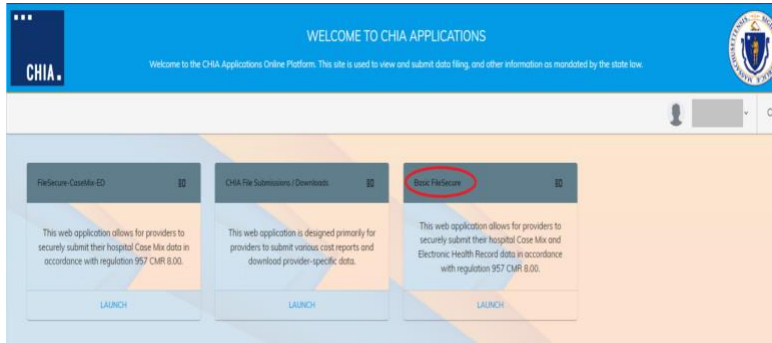 WELCOME TO CHIA APPLICATIONS
Welcome to the CHIA Applications Online Platform. This site is used to view and submit data filing, and other information as mandated by the state law.
CHIA.
FileSecure-CaseMix-ED
This web application allows for providers to
securely submit their hospital Case Mix data in
accordance with regulation 957 CMR 8.00.
LAUNCH
CHIA File Submissions / Downloads
This web application is designed primarily for
providers to submit various cost reports and
download provider-specific data.
LAUNCH
Basic FileSecure
This web application allows for providers to
securely submit their hospital Case Mix and
Electronic Health Record data in accordance
with regulation 957 CMR 8.00.
LAUNCH